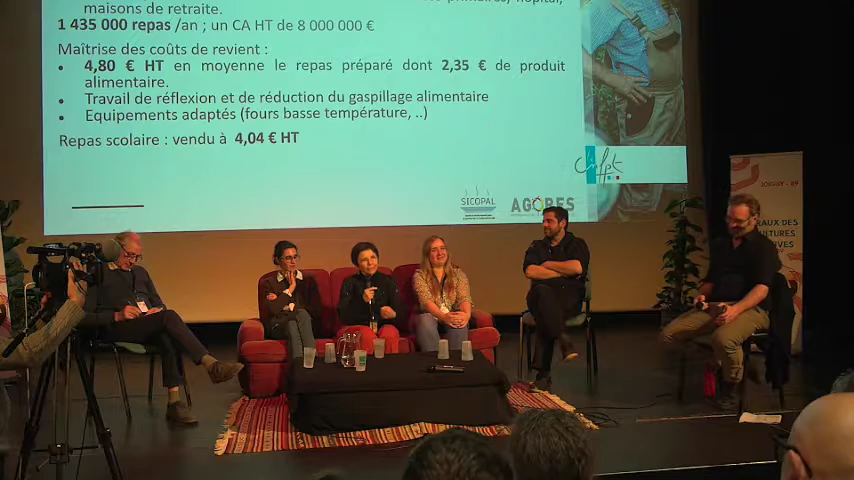 maisons de retraite.
1 435 000 repas /an ; un CA HT de 8 000 000 €
Maîtrise des coûts de revient :
• 4,80 € HT en moyenne le repas préparé dont 2,35 € de produit
alimentaire.
• Travail de réflexion et de réduction du gaspillage alimentaire
• Equipements adaptés (fours basse température, ..)
Repas scolaire : vendu à 4,04 € HT
cnfpt
SICOPAL
AGORES